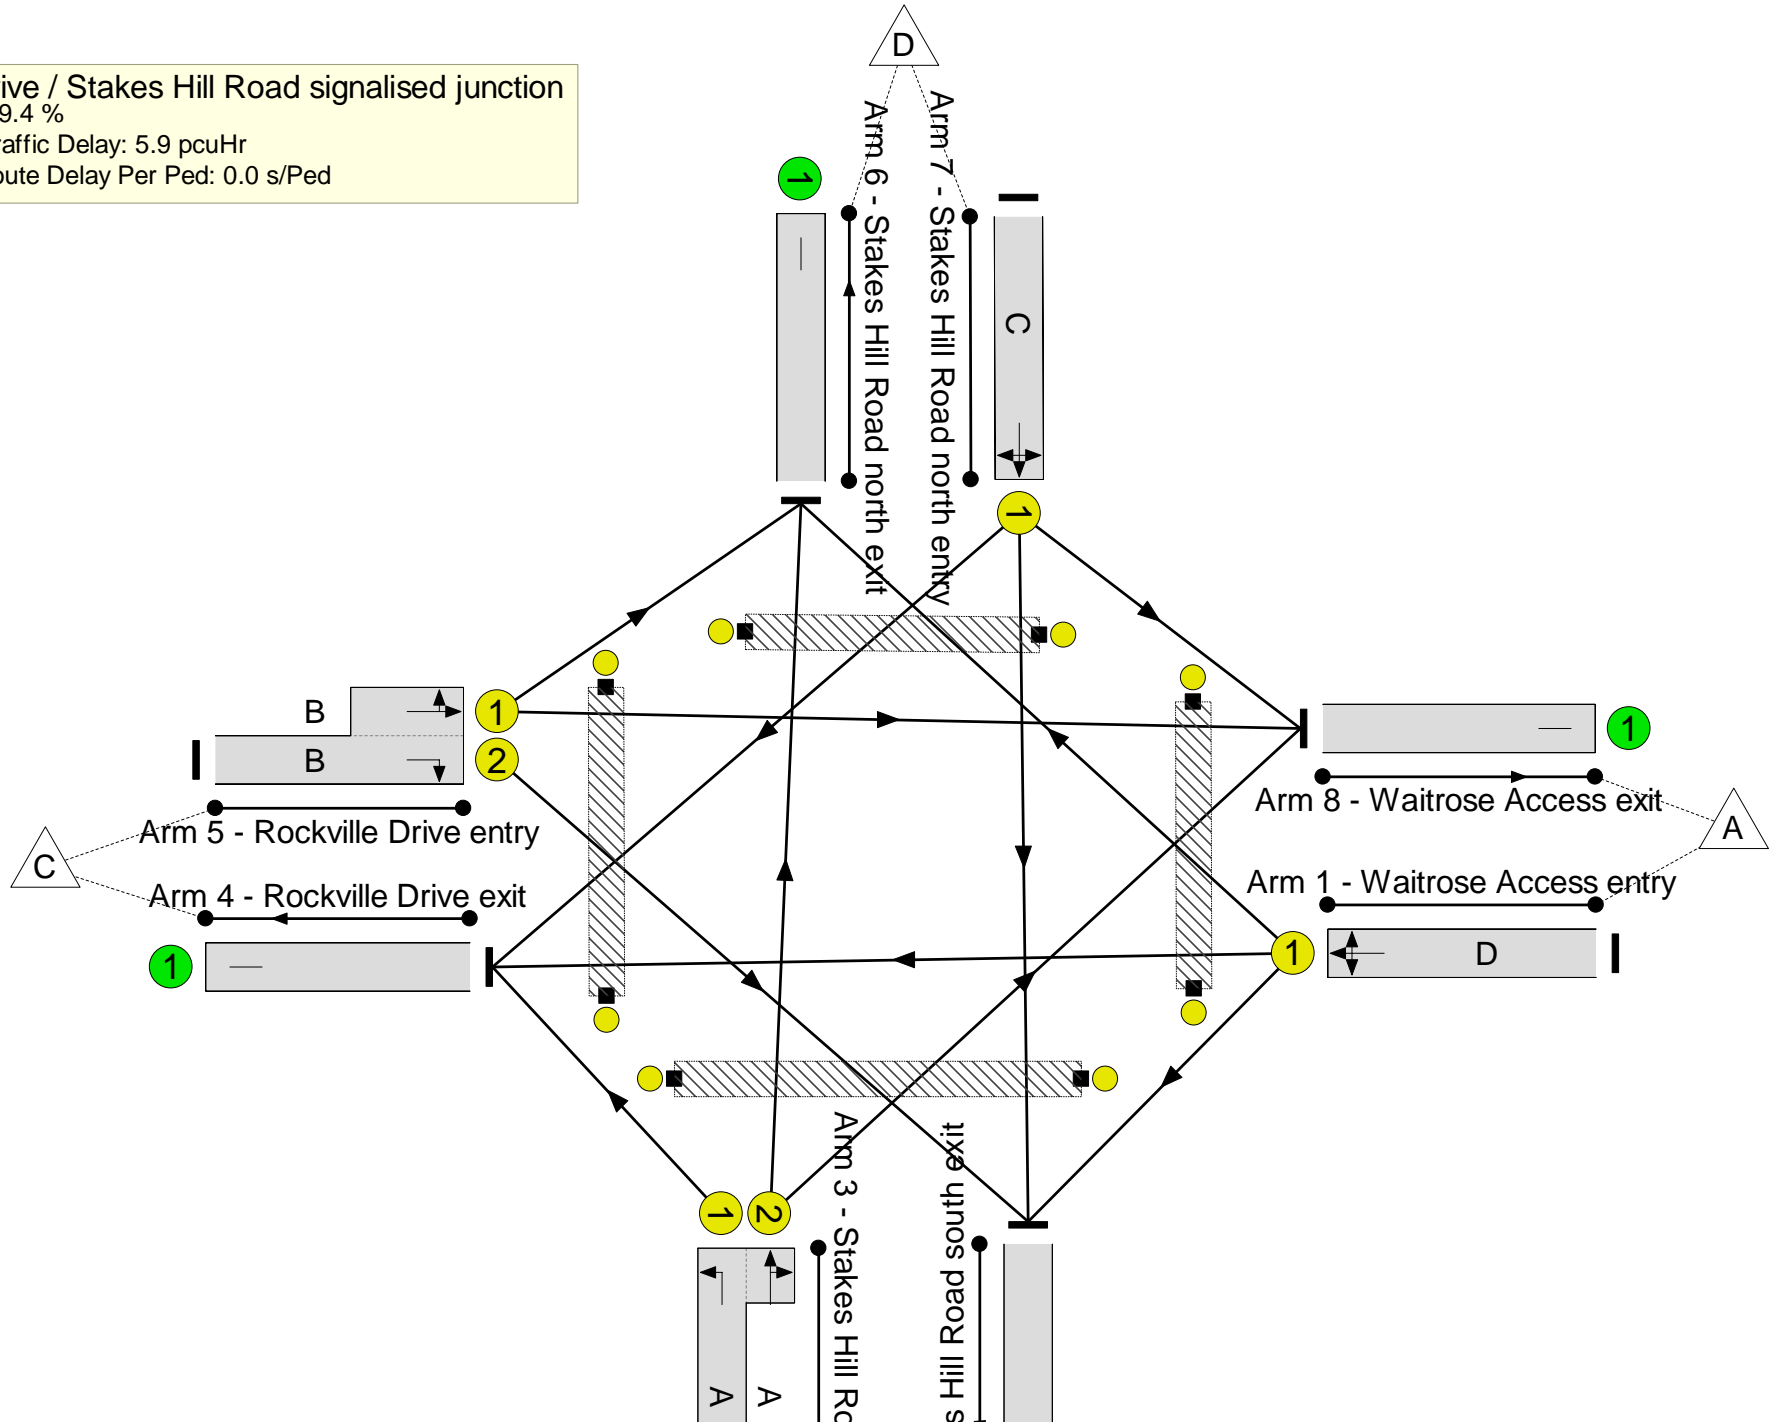 D
ive / Stakes Hill Road signalised junction
9.4 %
affic Delay: 5.9 pcuHr
oute Delay Per Ped: 0.0 s/Ped
1
Arm 6 - Stakes Hill Road north exit
Arm 7 - Stakes Hill Road north entry
C
1
B
1
B
2
Arm 5 - Rockville Drive entry
C
Arm 4 - Rockville Drive exit
1
1
Arm 8 - Waitrose Access exit
A
Arm 1 - Waitrose Access entry
1
D
1
2
Arm 3 - Stakes Hill Ro
s Hill Road south exit
A
A